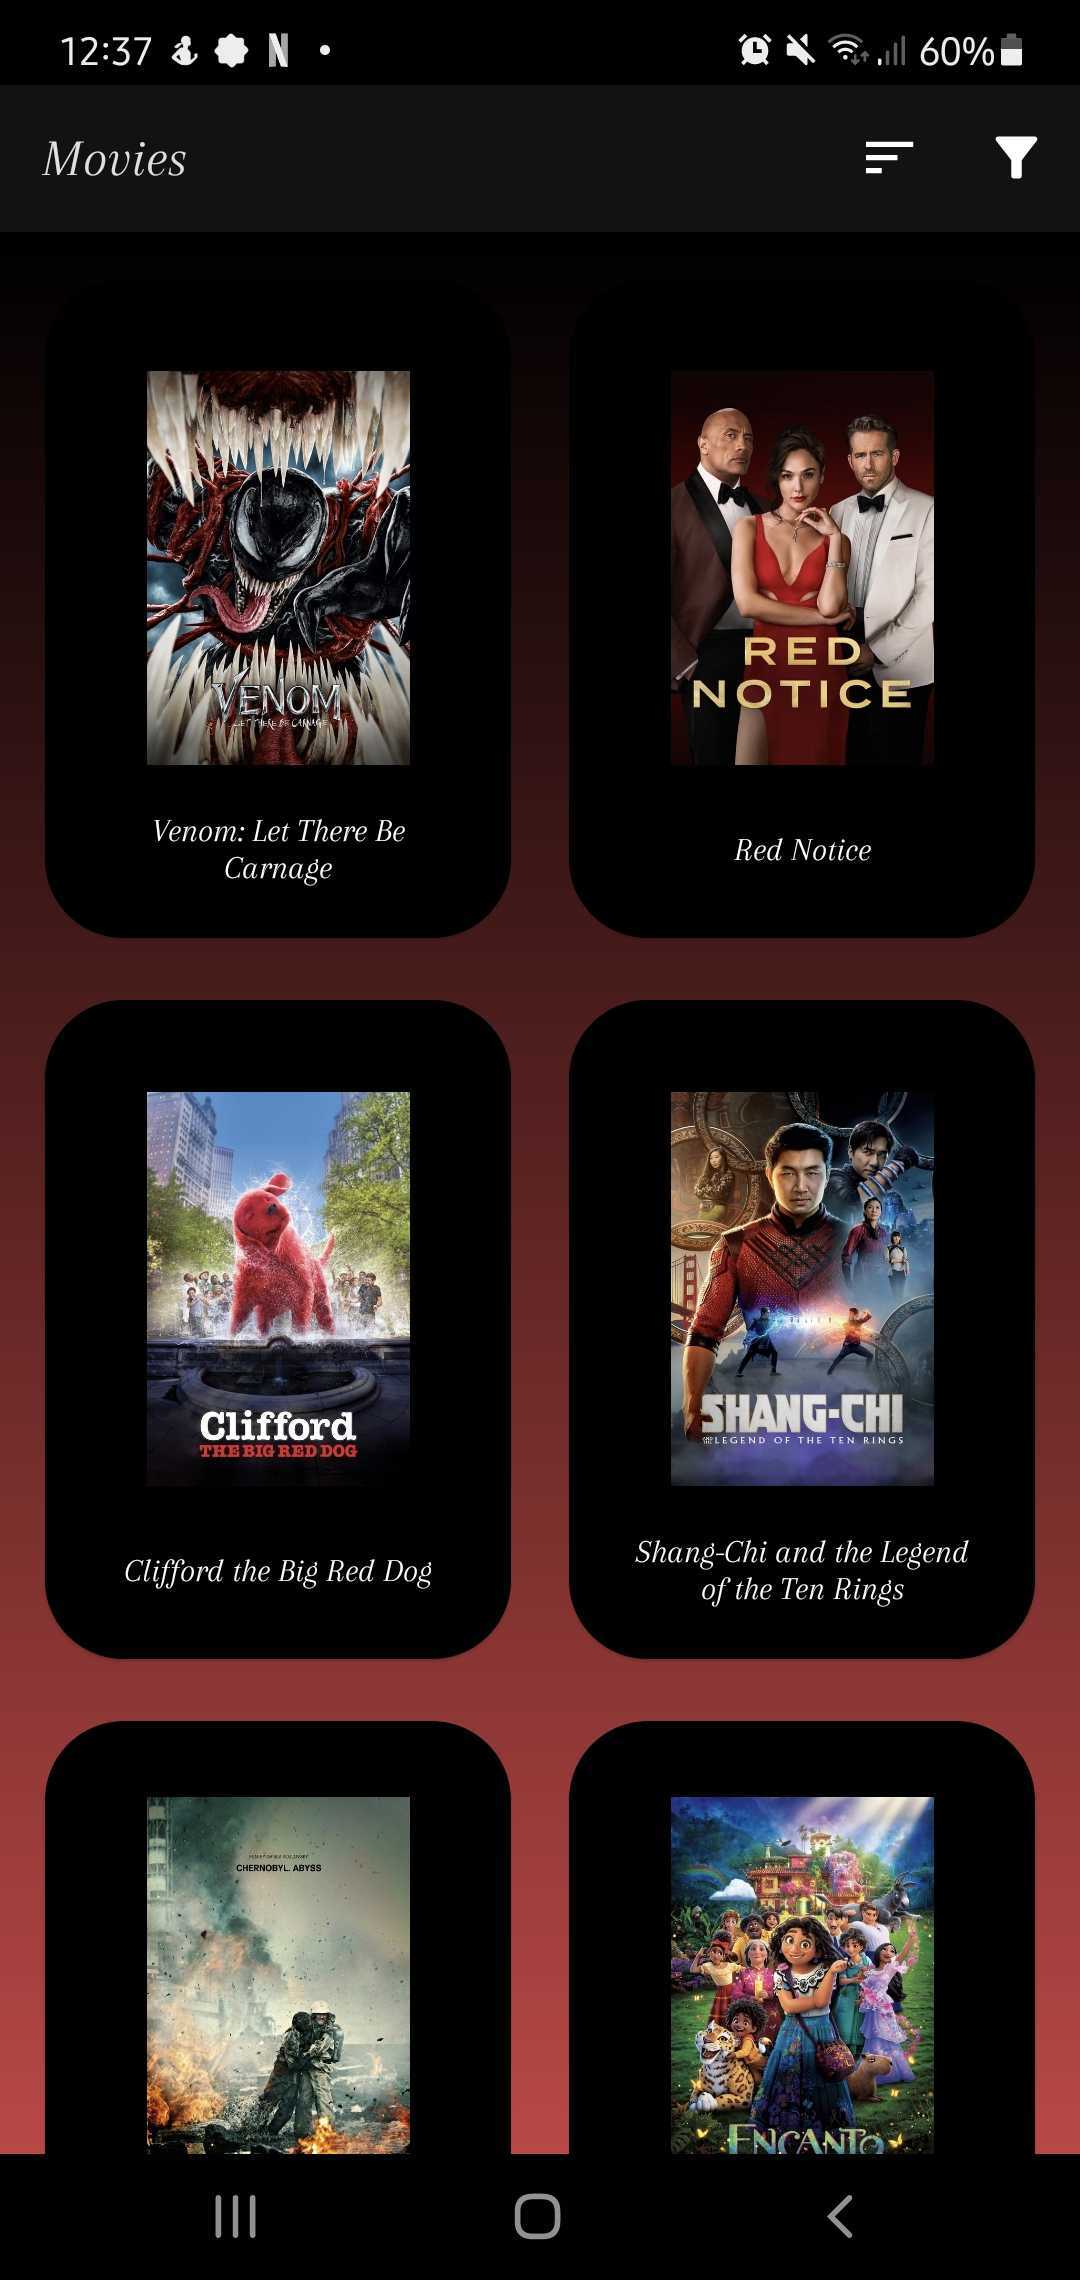 12:37
60%
Movies
VENOM
LET THERE BE CARNAGE
RED
NOTICE
Venom: Let There Be
Carnage
Red Notice
Clifford
THE BIG RED DOG
SHANG-CHI
AND THE LEGEND OF THE TEN RINGS
Clifford the Big Red Dog
Shang-Chi and the Legend
of the Ten Rings
CHERNOBYL. ABYSS
ENCANTO